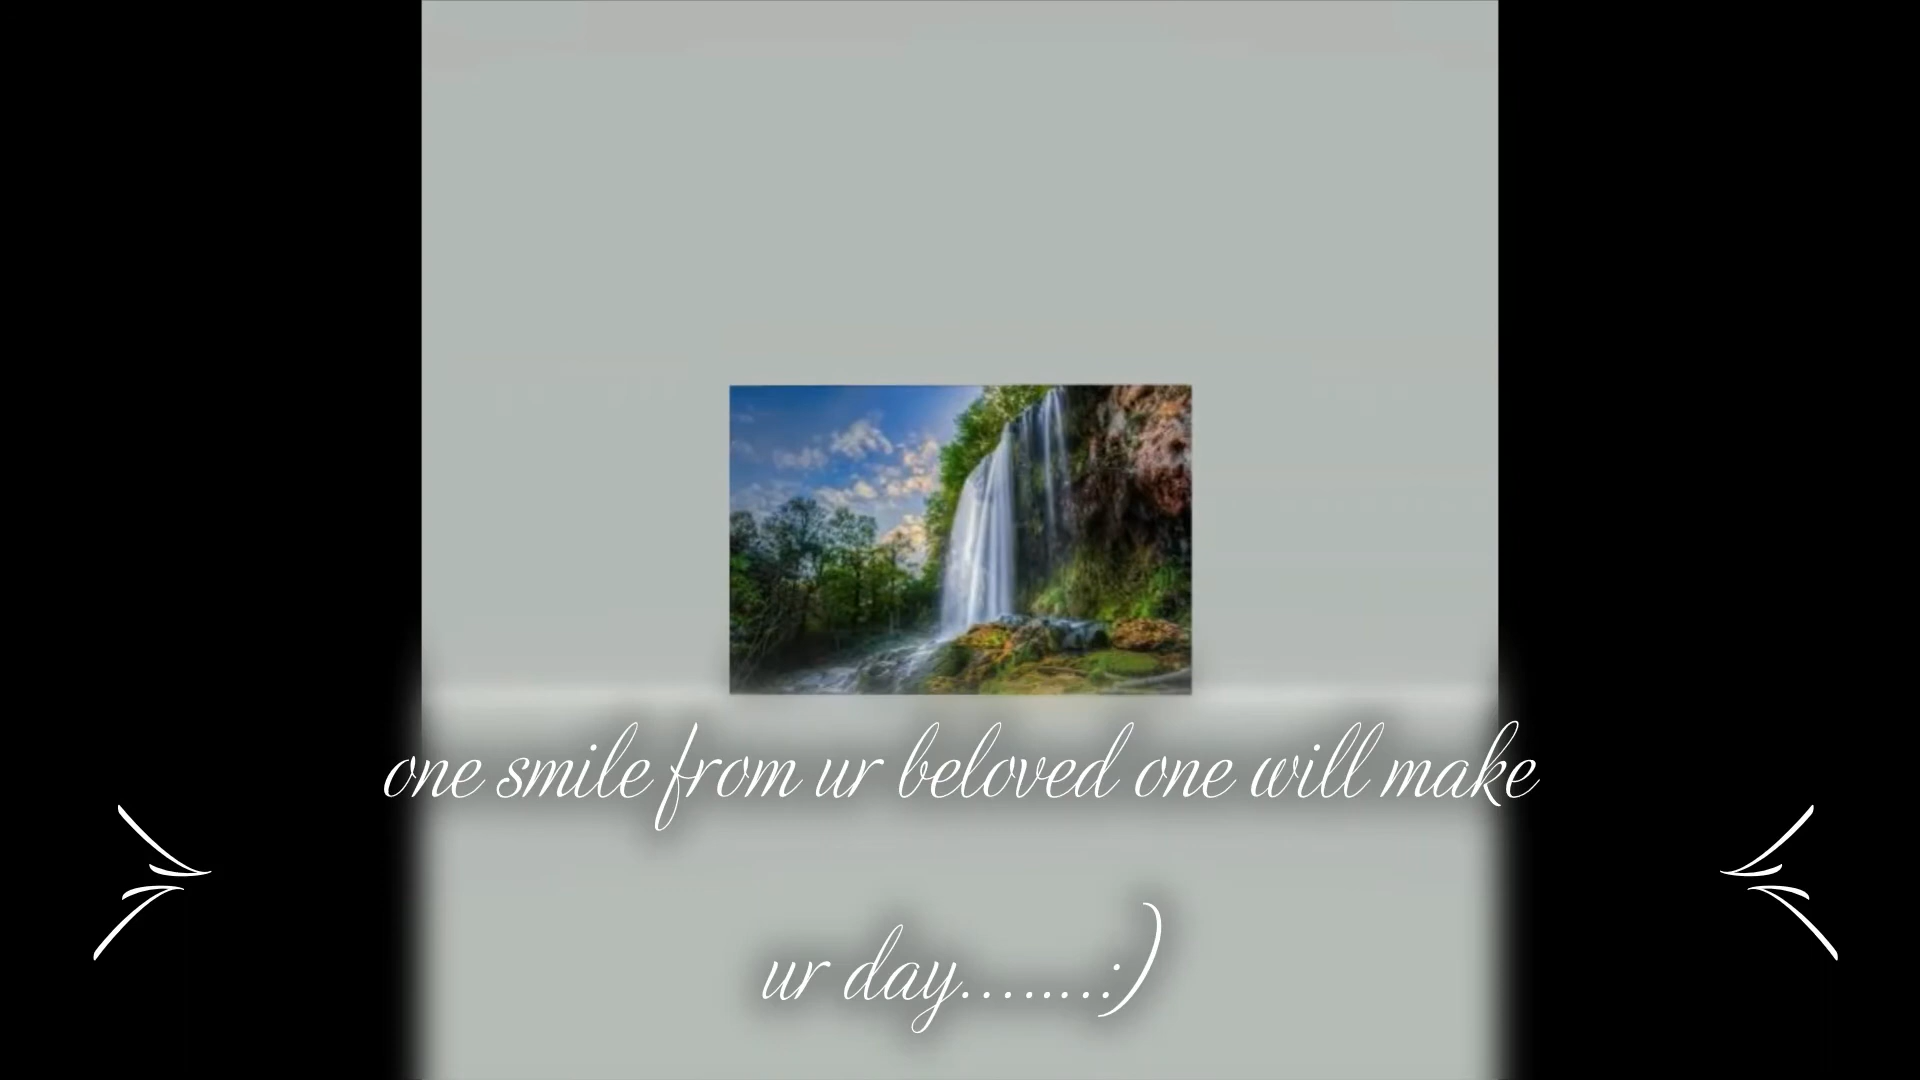 one smile from ur beloved one will make
ur day........:)